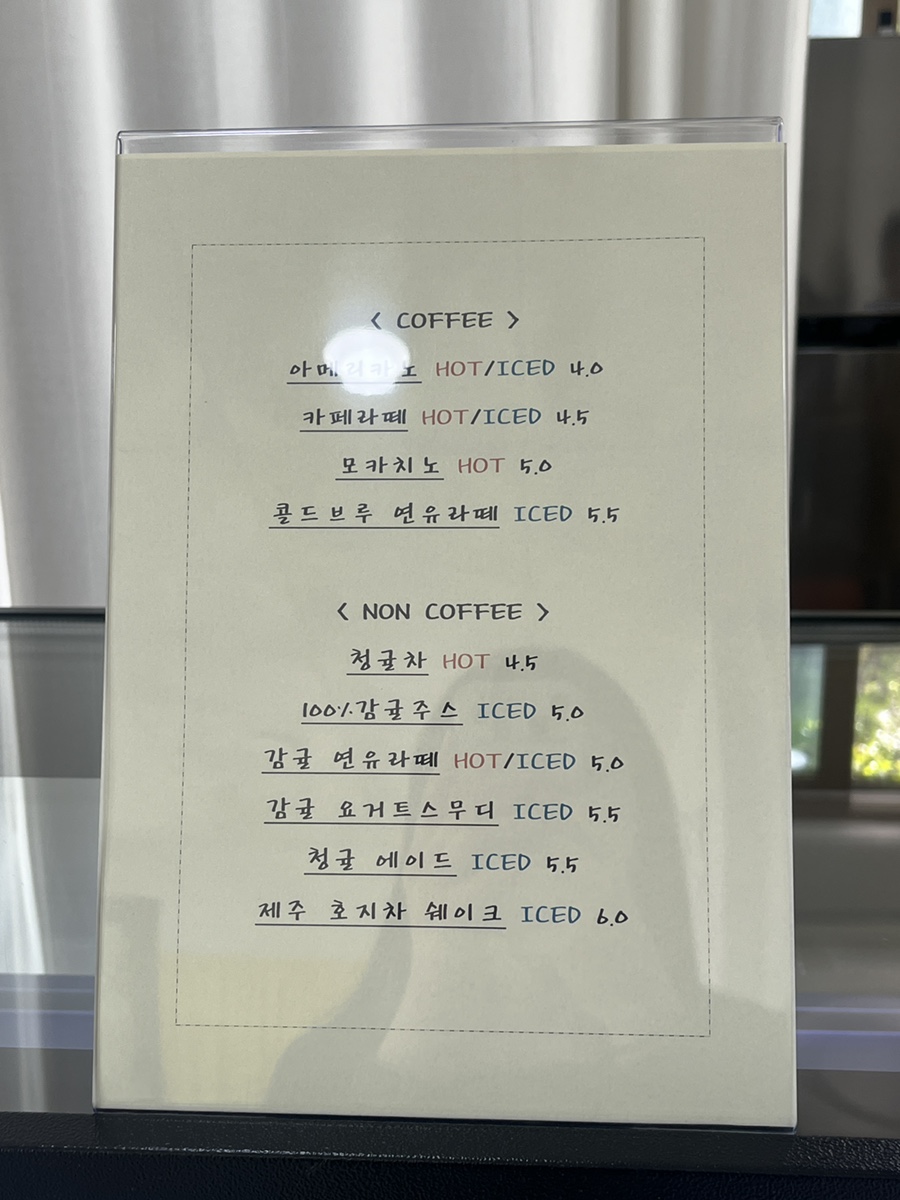 < COFFEE >
아메리카노 HOT/ICED 4.0
카페라떼 HOT/ICED 4.5
모카치노 HOT 5.0
콜드브루 연유라떼 ICED 5.5
< NON COFFEE >
청귤차 HOT 4.5
100%감귤주스 ICED 5.0
감귤 연유라떼 HOT/ICED 5.0
감귤 요거트스무디 ICED 5.5
청귤 에이드 ICED 5.5
제주 호지차 쉐이크 ICED 6.0